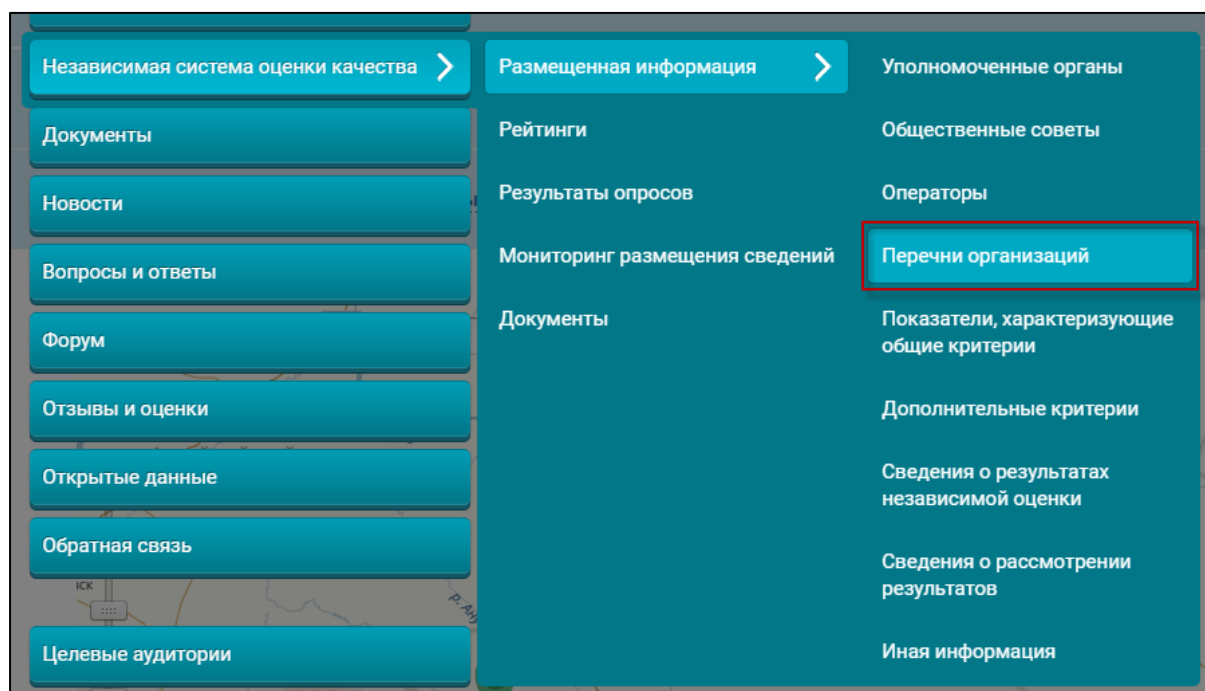 Независимая система оценки качества
Документы
Новости
Вопросы и ответы
Форум
Отзывы и оценки
Открытые данные
Обратная связь
Целевые аудитории
Размещенная информация
Рейтинги
Результаты опросов
Мониторинг размещения сведений
Документы
Уполномоченные органы
Общественные советы
Операторы
Перечни организаций
Показатели, характеризующие
общие критерии
Дополнительные критерии
Сведения о результатах
независимой оценки
Сведения о рассмотрении
результатов
Иная информация